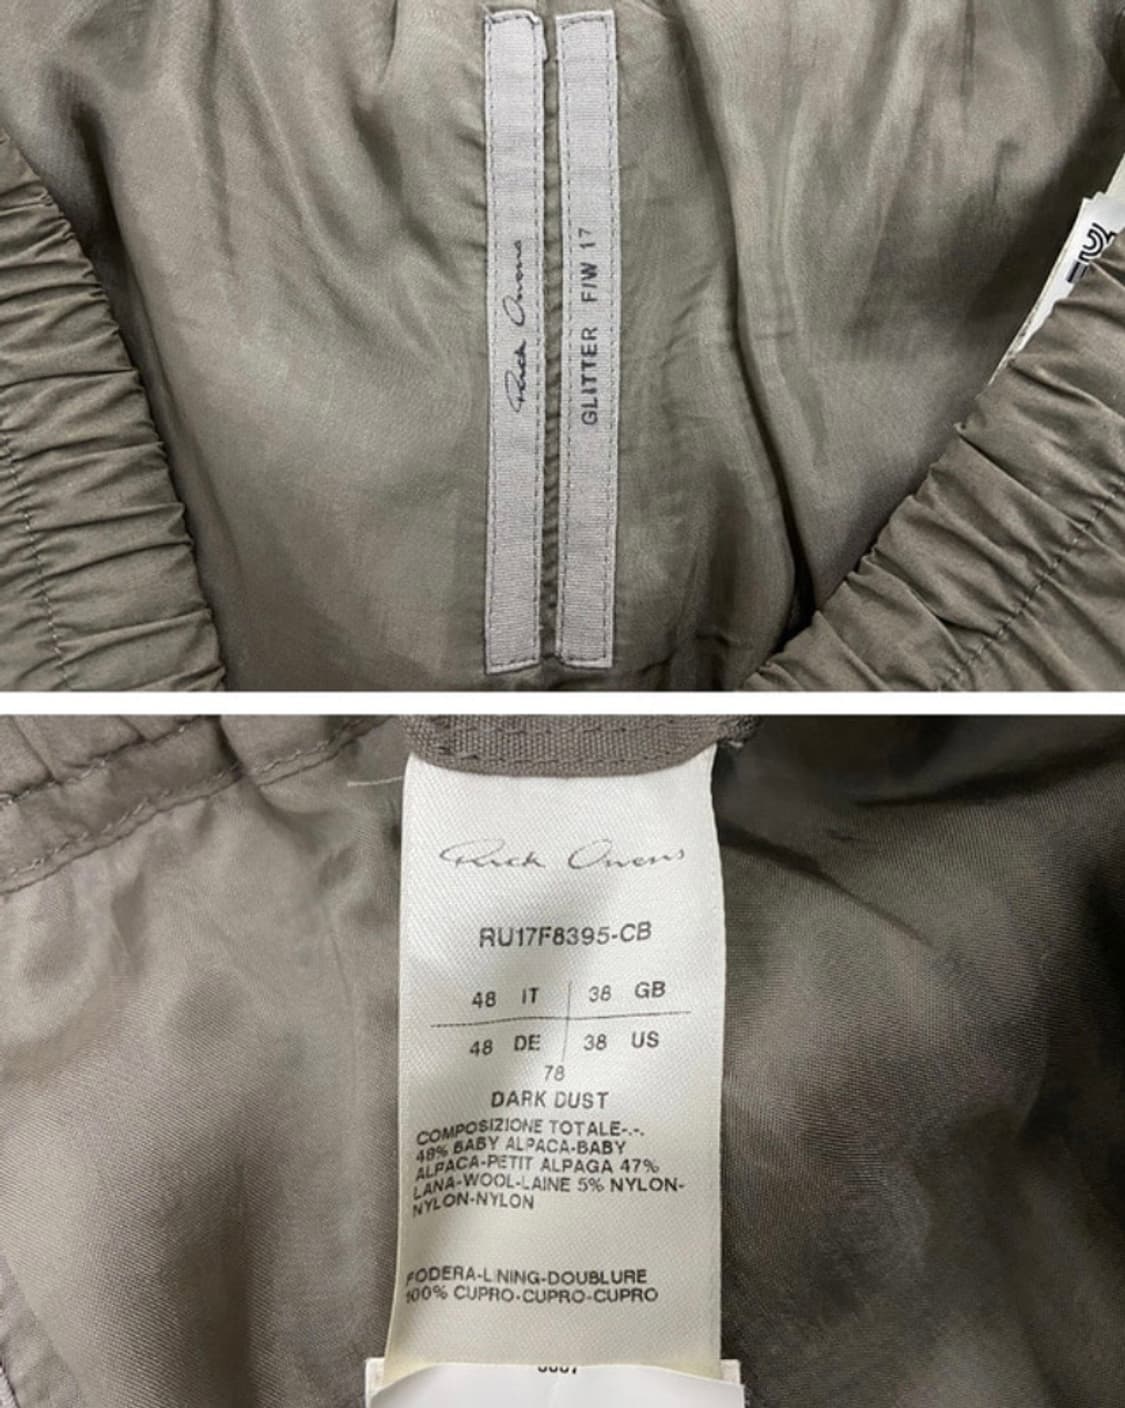 Rick Owens
GLITTER F/W 17
Rick Owens
RU17F8395-CB
48 IT 38 GB
48 DE 38 US
78
DARK DUST
COMPOSIZIONE TOTALE-.-.
48% BABY ALPACA-BABY
ALPACA-PETIT ALPAGA 47%
LANA-WOOL-LAINE 5% NYLON-
NYLON-NYLON
FODERA-LINING-DOUBLURE
100% CUPRO-CUPRO-CUPRO